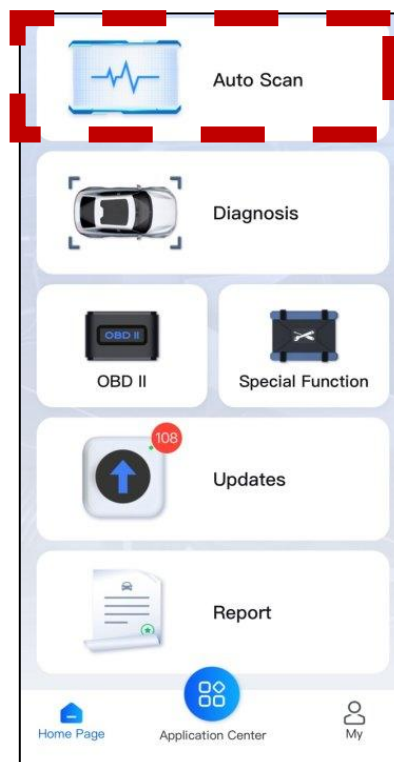 Auto Scan
Diagnosis
OBD II
OBD II
Special Function
108
Updates
Report
Home Page
Application Center
My